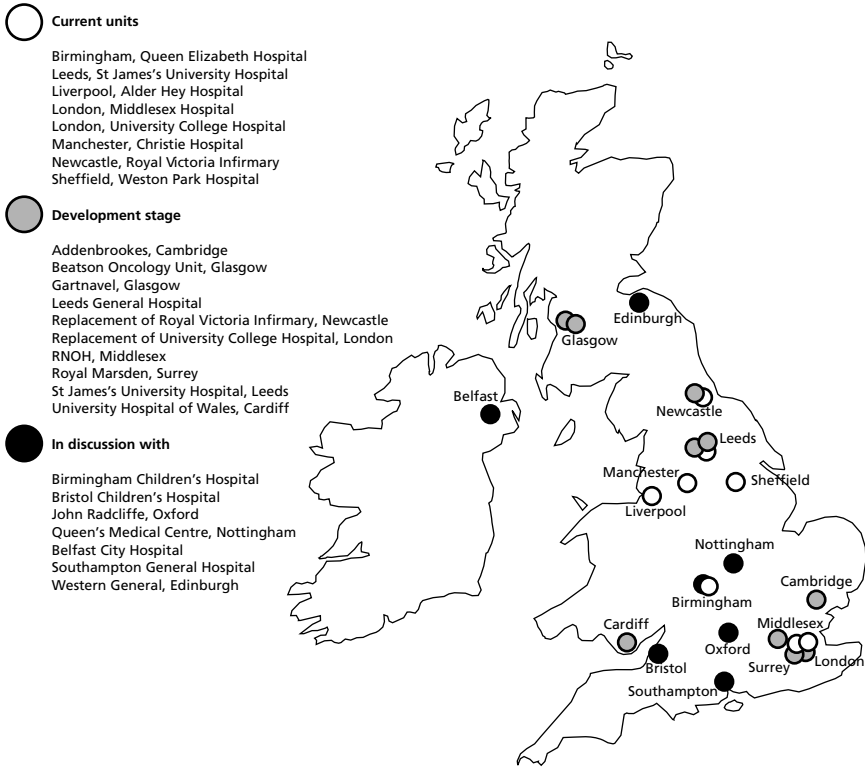 Current units
Birmingham, Queen Elizabeth Hospital
Leeds, St James's University Hospital
Liverpool, Alder Hey Hospital
London, Middlesex Hospital
London, University College Hospital
Manchester, Christie Hospital
Newcastle, Royal Victoria Infirmary
Sheffield, Weston Park Hospital
Development stage
Addenbrookes, Cambridge
Beatson Oncology Unit, Glasgow
Gartnavel, Glasgow
Leeds General Hospital
Replacement of Royal Victoria Infirmary, Newcastle
Replacement of University College Hospital, London
RNOH, Middlesex
Royal Marsden, Surrey
St James's University Hospital, Leeds
University Hospital of Wales, Cardiff
In discussion with
Birmingham Children's Hospital
Bristol Children's Hospital
John Radcliffe, Oxford
Queen's Medical Centre, Nottingham
Belfast City Hospital
Southampton General Hospital
Western General, Edinburgh
Edinburgh
Glasgow
Belfast
Newcastle
Leeds
Manchester
Sheffield
Liverpool
Nottingham
Cambridge
Birmingham
Cardiff
Middlesex
Oxford
Bristol
Surrey
London
Southampton